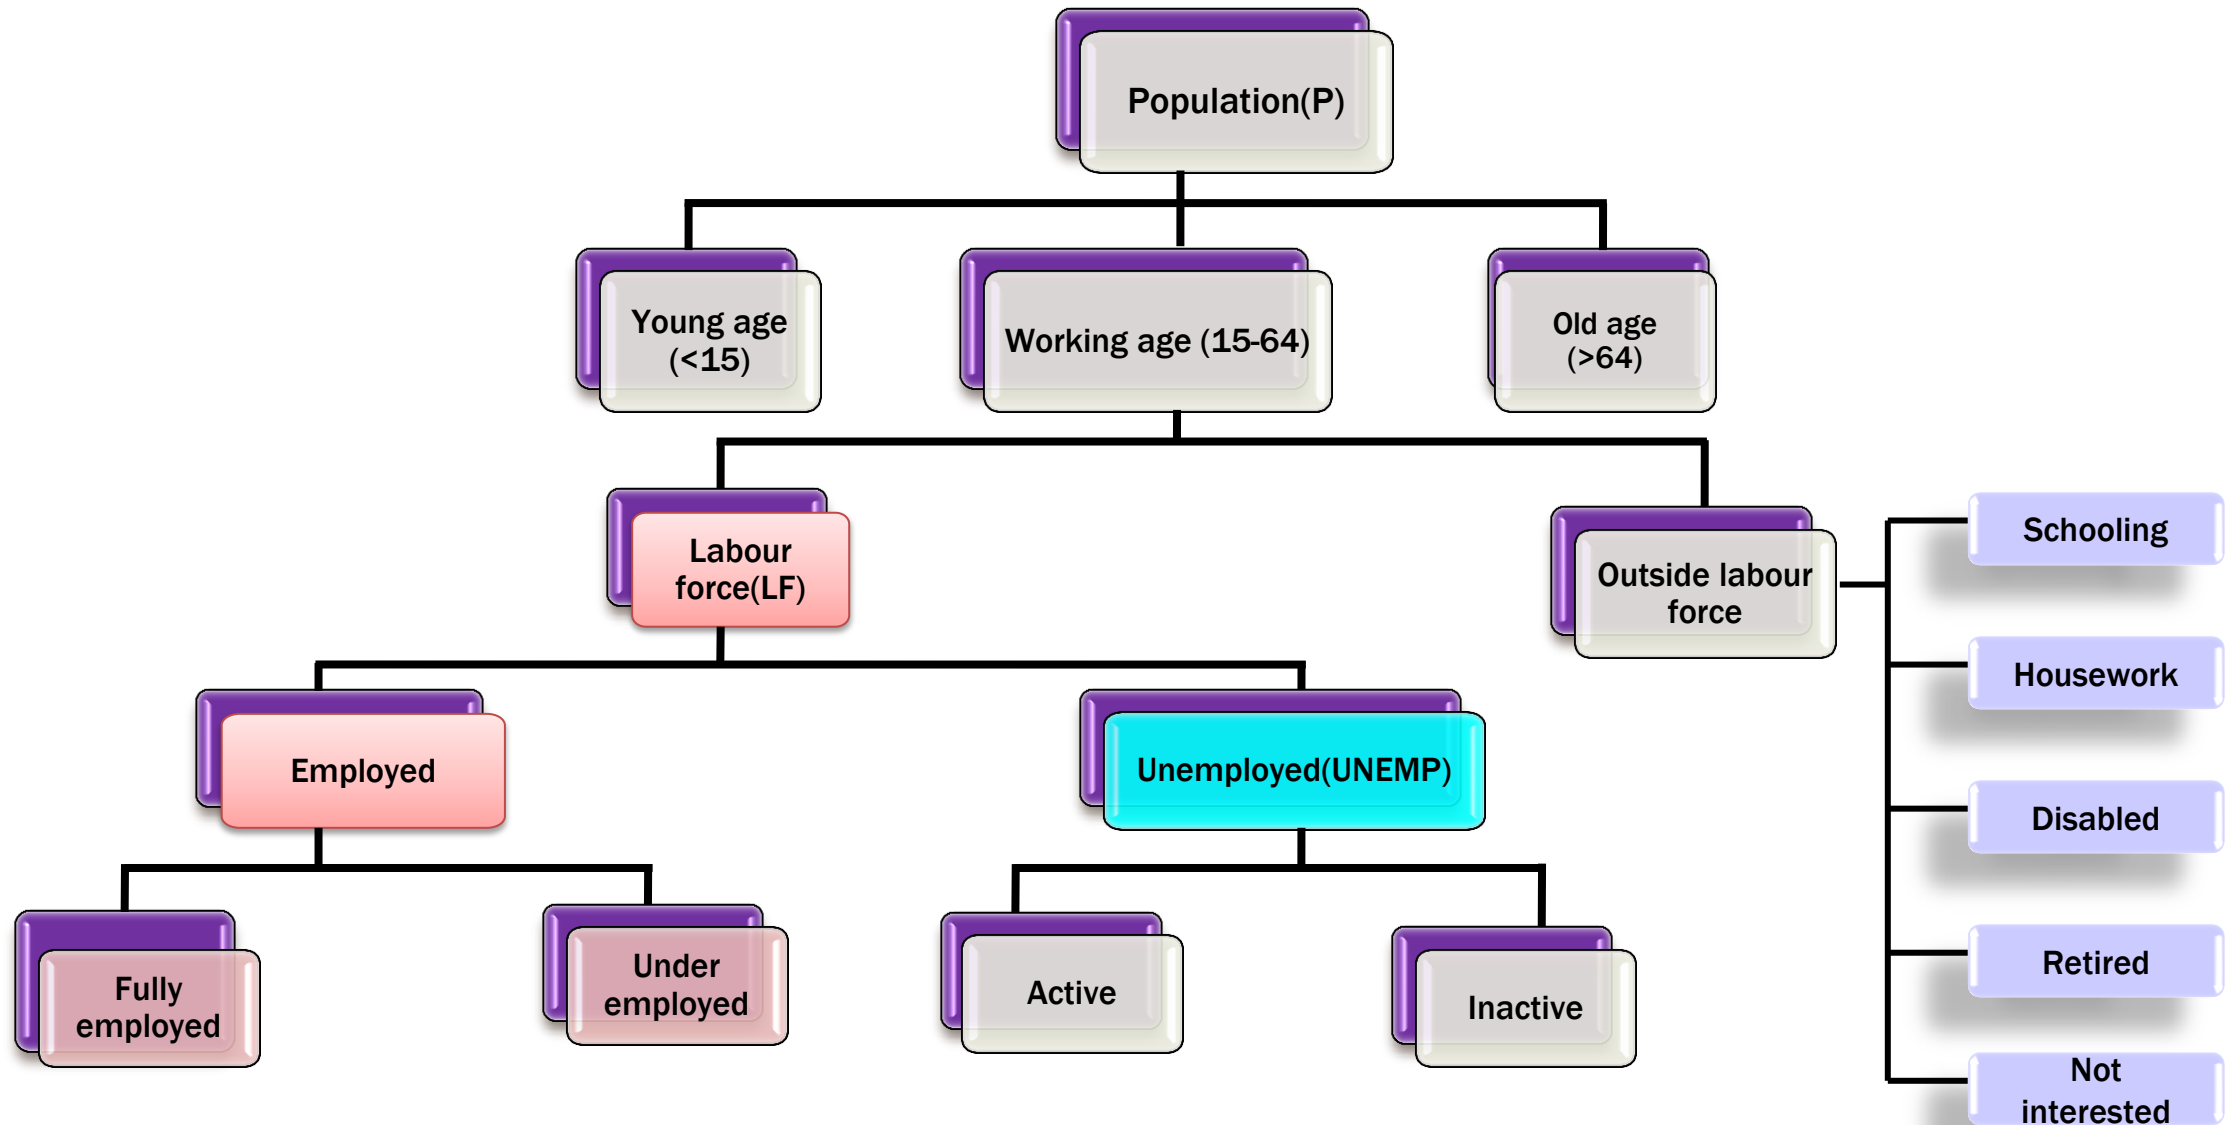 Population(P)
Young age
(<15)
Working age (15-64)
Old age
(>64)
Labour
force(LF)
Outside labour
force
Schooling
Housework
Disabled
Retired
Not
interested
Employed
Unemployed(UNEMP)
Fully
employed
Under
employed
Active
Inactive